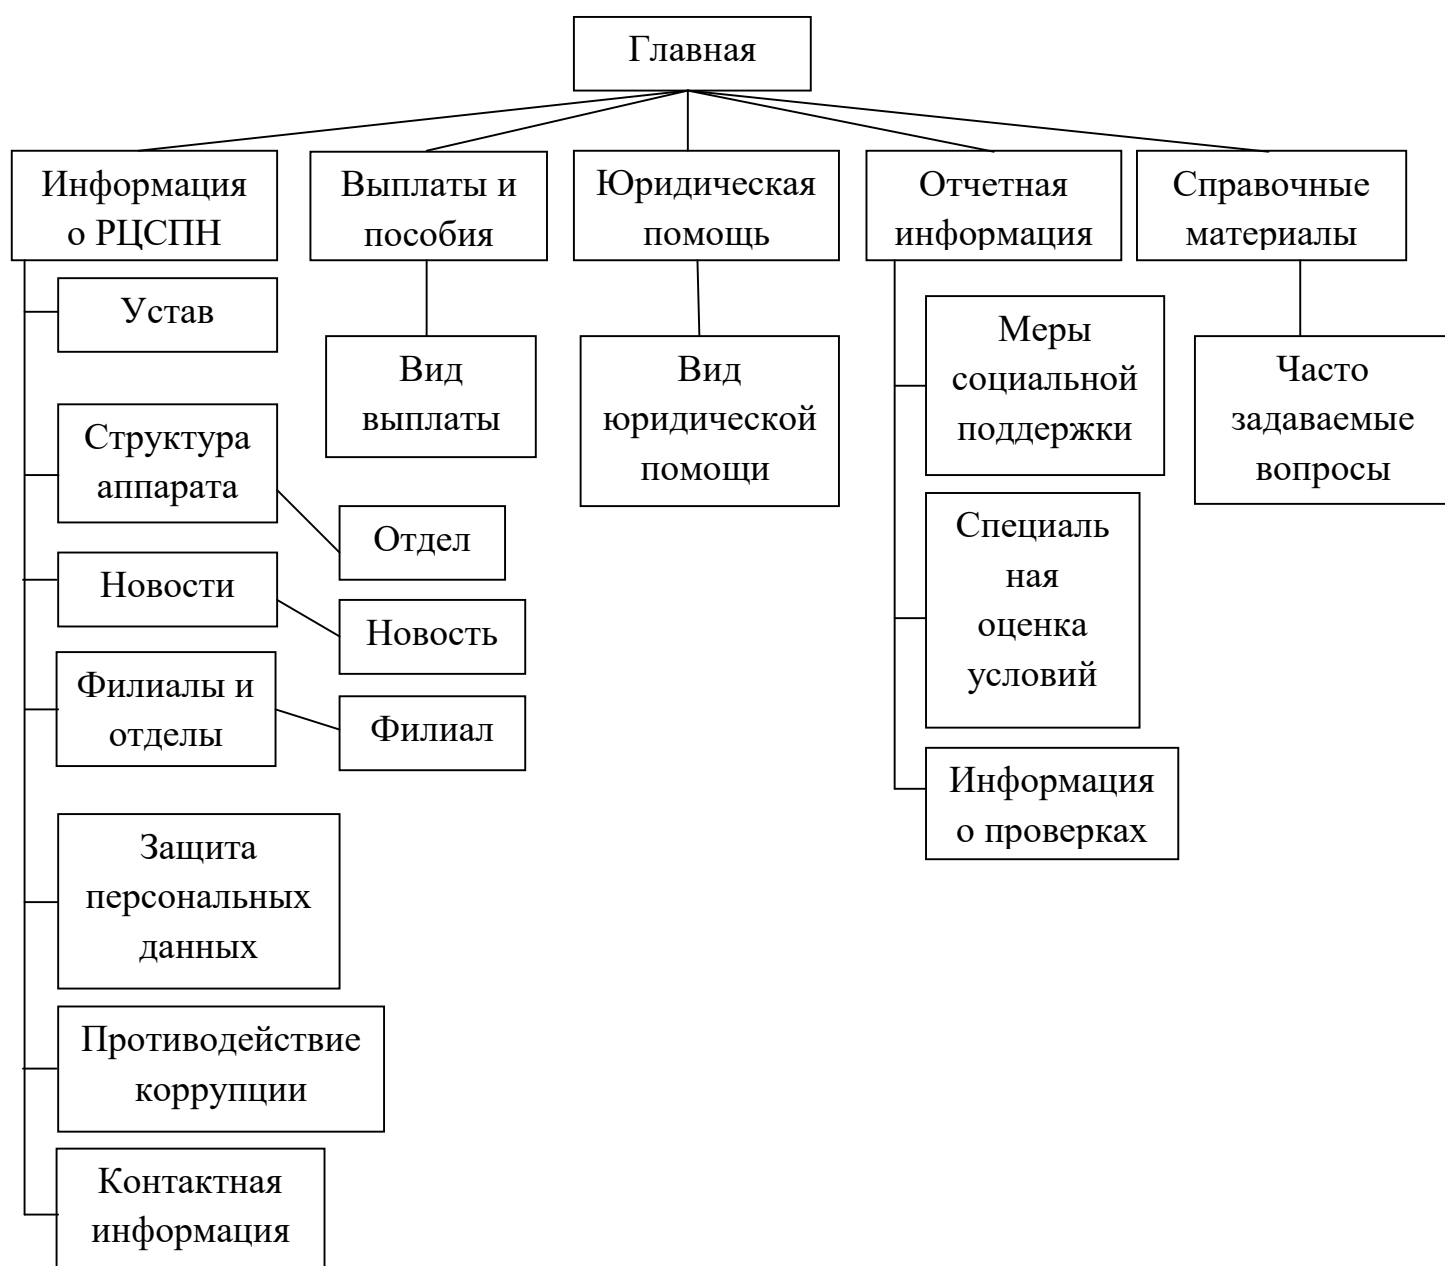 Главная
Информация
о РЦСПН
Выплаты и
пособия
Юридическая
помощь
Отчетная
информация
Справочные
материалы
Устав
Структура
аппарата
Новости
Филиалы и
отделы
Защита
персональных
данных
Противодействие
коррупции
Контактная
информация
Отдел
Новость
Филиал
Вид
выплаты
Вид
юридической
помощи
Меры
социальной
поддержки
Специаль
ная
оценка
условий
Информация
о проверках
Часто
задаваемые
вопросы